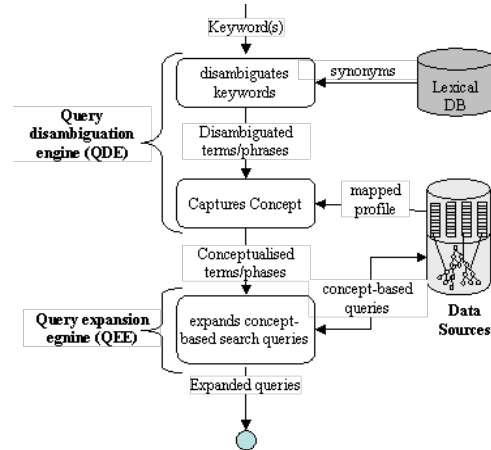 Keyword(s)
disambiguates
keywords
synonyms
Lexical
DB
Query
disambiguation
engine (QDE)
Disambiguated
terms/phrases
Captures Concept
mapped
profile
Conceptualised
terms/phases
concept-based
queries
Data
Sources
Query expansion
egnine (QEE)
expands concept-
based search queries
Expanded queries